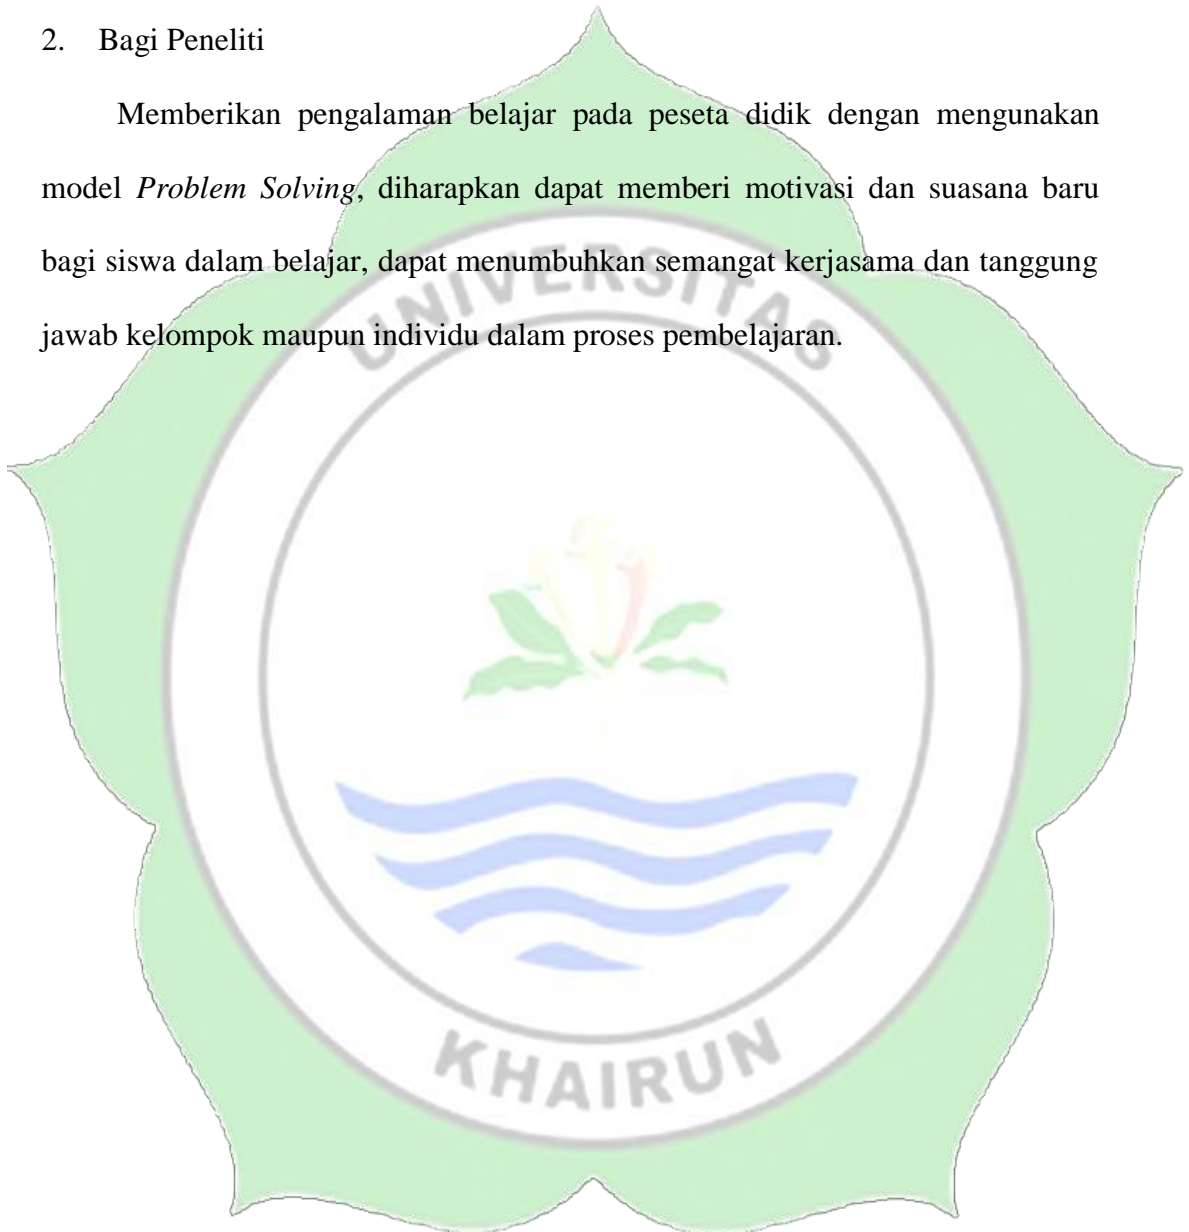 2. Bagi Peneliti
Memberikan pengalaman belajar pada peseta didik dengan mengunakan
model Problem Solving, diharapkan dapat memberi motivasi dan suasana baru
bagi siswa dalam belajar, dapat menumbuhkan semangat kerjasama dan tanggung
jawab kelompok maupun individu dalam proses pembelajaran.
UNIVERSITAS
KHAIRUN